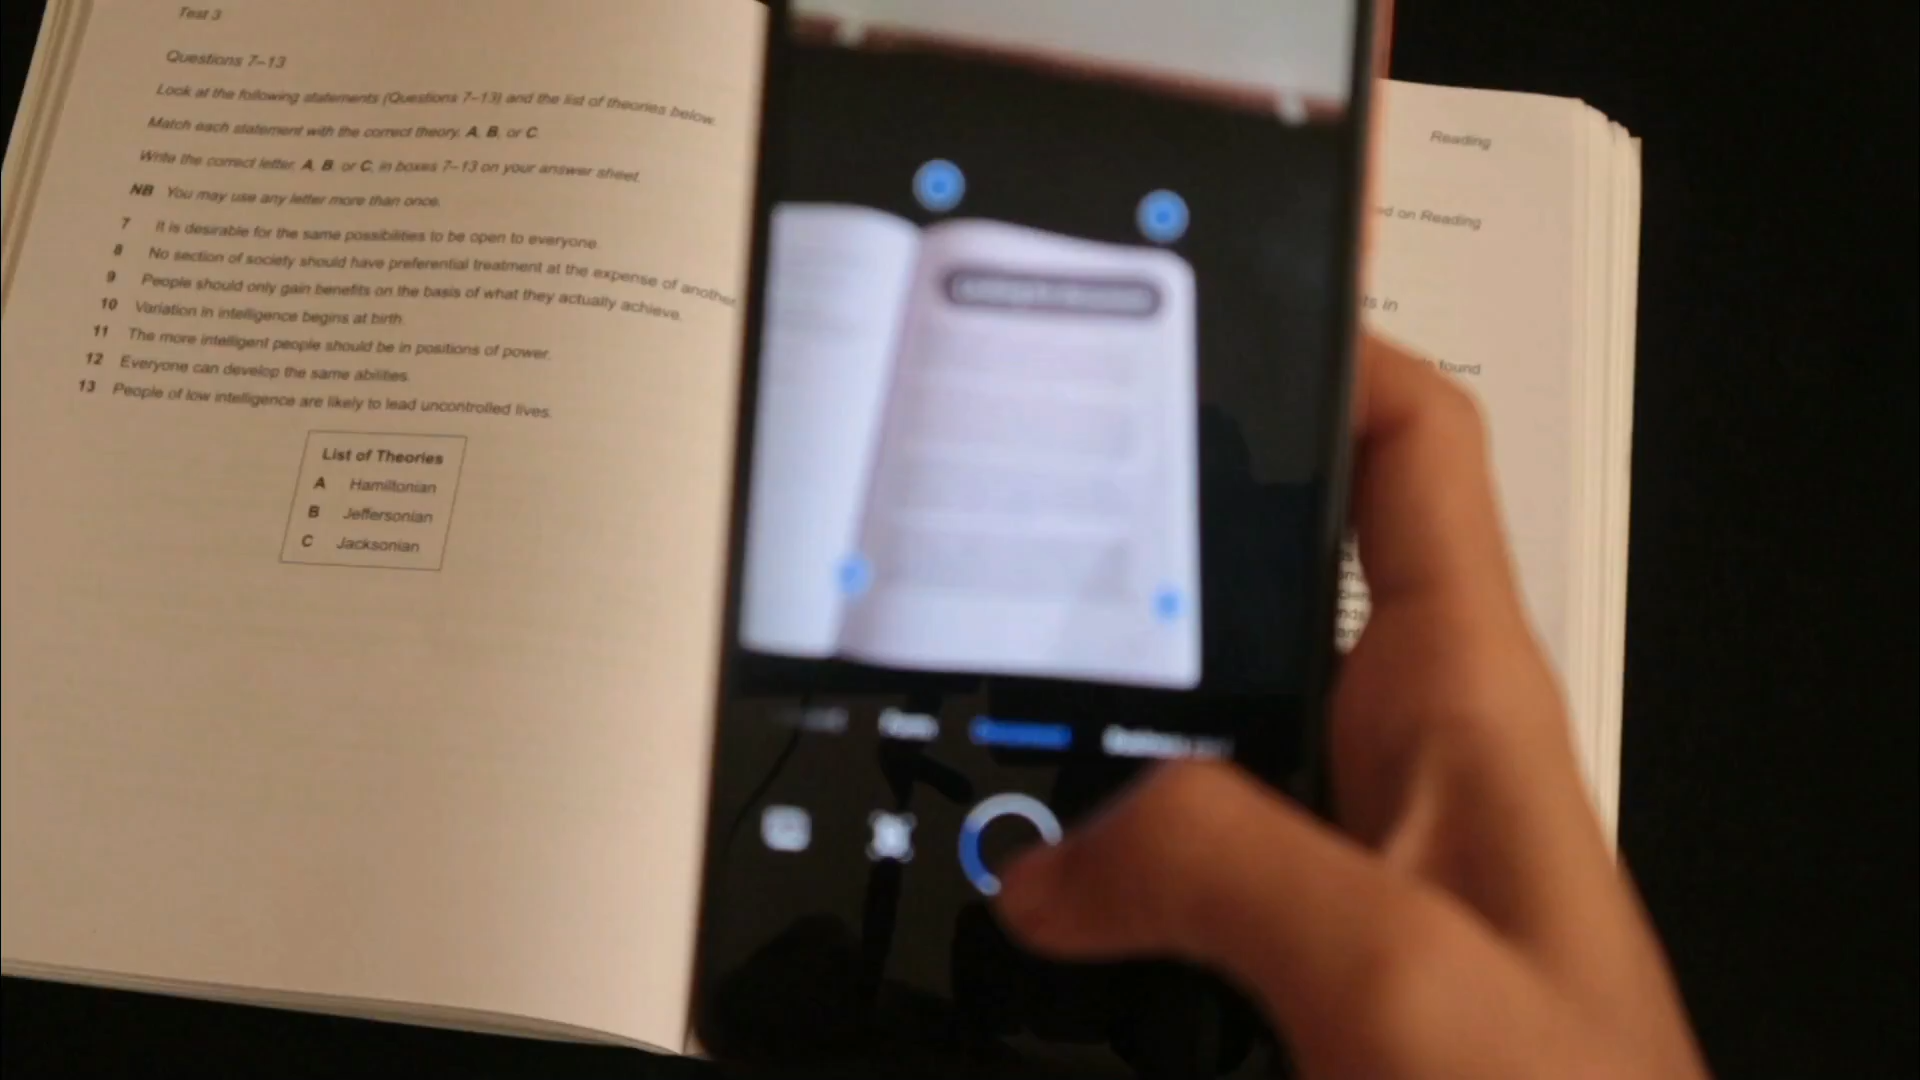 Test 3
Questions 7–13
Look at the following statements (Questions 7–13) and the list of theories below.
Match each statement with the correct theory, A, B, or C.
Write the correct letter, A, B, or C, in boxes 7–13 on your answer sheet.
NB You may use any letter more than once.
7 It is desirable for the same possibilities to be open to everyone.
8 No section of society should have preferential treatment at the expense of another
9 People should only gain benefits on the basis of what they actually achieve.
10 Variation in intelligence begins at birth.
11 The more intelligent people should be in positions of power.
12 Everyone can develop the same abilities.
13 People of low intelligence are likely to lead uncontrolled lives.
List of Theories
A Hamiltonian
B Jeffersonian
C Jacksonian
Reading
on Reading
in
found